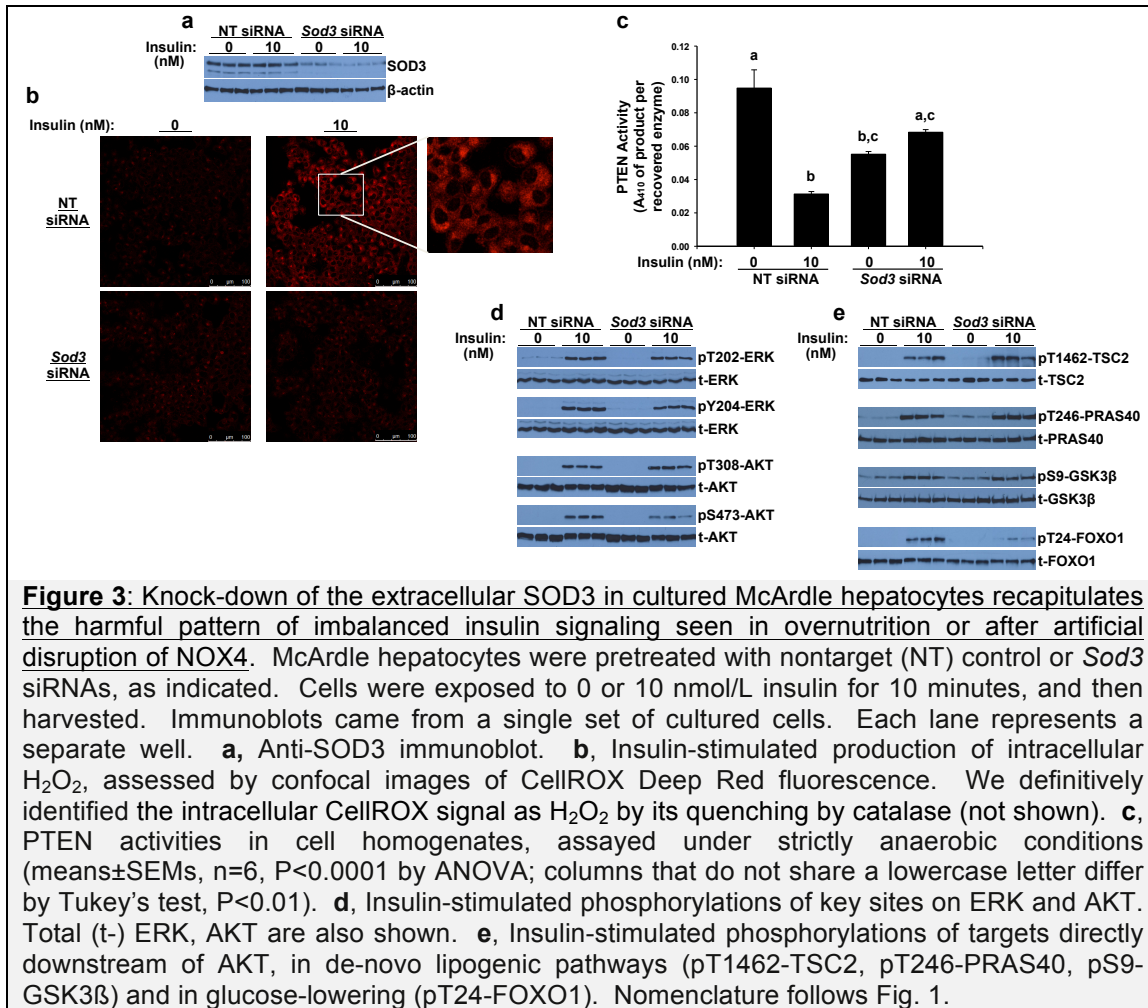 a
NT siRNA Sod3 siRNA
Insulin: 0 10 0 10
(nM)
SOD3
β-actin
b
Insulin (nM): 0 10
NT
siRNA
0 µm 100
0 µm 100
Sod3
siRNA
0 µm 100
0 µm 100
c
PTEN Activity
(A410 of product per
recovered enzyme)
0.12
0.10
0.08
0.06
0.04
0.02
0.00
a
b
b,c
a,c
Insulin (nM): 0 10 0 10
NT siRNA Sod3 siRNA
d
NT siRNA Sod3 siRNA
Insulin: 0 10 0 10
(nM)
pT202-ERK
t-ERK
pY204-ERK
t-ERK
pT308-AKT
t-AKT
pS473-AKT
t-AKT
e
NT siRNA Sod3 siRNA
Insulin: 0 10 0 10
(nM)
pT1462-TSC2
t-TSC2
pT246-PRAS40
t-PRAS40
pS9-GSK3β
t-GSK3β
pT24-FOXO1
t-FOXO1
Figure 3: Knock-down of the extracellular SOD3 in cultured McArdle hepatocytes recapitulates
the harmful pattern of imbalanced insulin signaling seen in overnutrition or after artificial
disruption of NOX4. McArdle hepatocytes were pretreated with nontarget (NT) control or Sod3
siRNAs, as indicated. Cells were exposed to 0 or 10 nmol/L insulin for 10 minutes, and then
harvested. Immunoblots came from a single set of cultured cells. Each lane represents a
separate well. a, Anti-SOD3 immunoblot. b, Insulin-stimulated production of intracellular
H2O2, assessed by confocal images of CellROX Deep Red fluorescence. We definitively
identified the intracellular CellROX signal as H2O2 by its quenching by catalase (not shown). c,
PTEN activities in cell homogenates, assayed under strictly anaerobic conditions
(means±SEMs, n=6, P<0.0001 by ANOVA; columns that do not share a lowercase letter differ
by Tukey's test, P<0.01). d, Insulin-stimulated phosphorylations of key sites on ERK and AKT.
Total (t-) ERK, AKT are also shown. e, Insulin-stimulated phosphorylations of targets directly
downstream of AKT, in de-novo lipogenic pathways (pT1462-TSC2, pT246-PRAS40, pS9-
GSK3ß) and in glucose-lowering (pT24-FOXO1). Nomenclature follows Fig. 1.